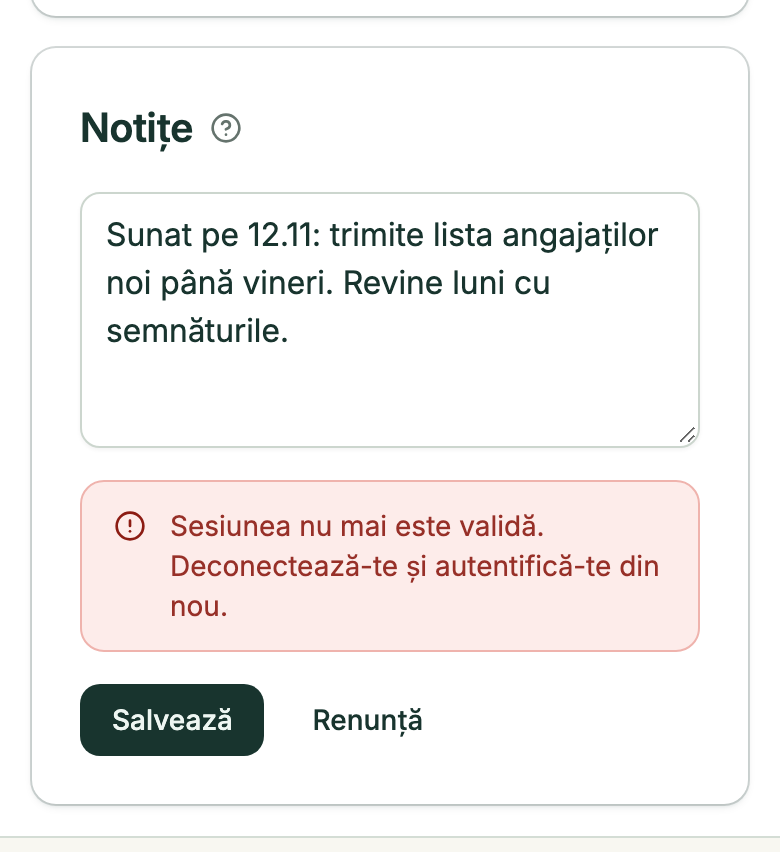 Notițe
Sunat pe 12.11: trimite lista angajaților
noi până vineri. Revine luni cu
semnăturile.
Sesiunea nu mai este validă.
Deconectează-te și autentifică-te din
nou.
Salvează
Renunță